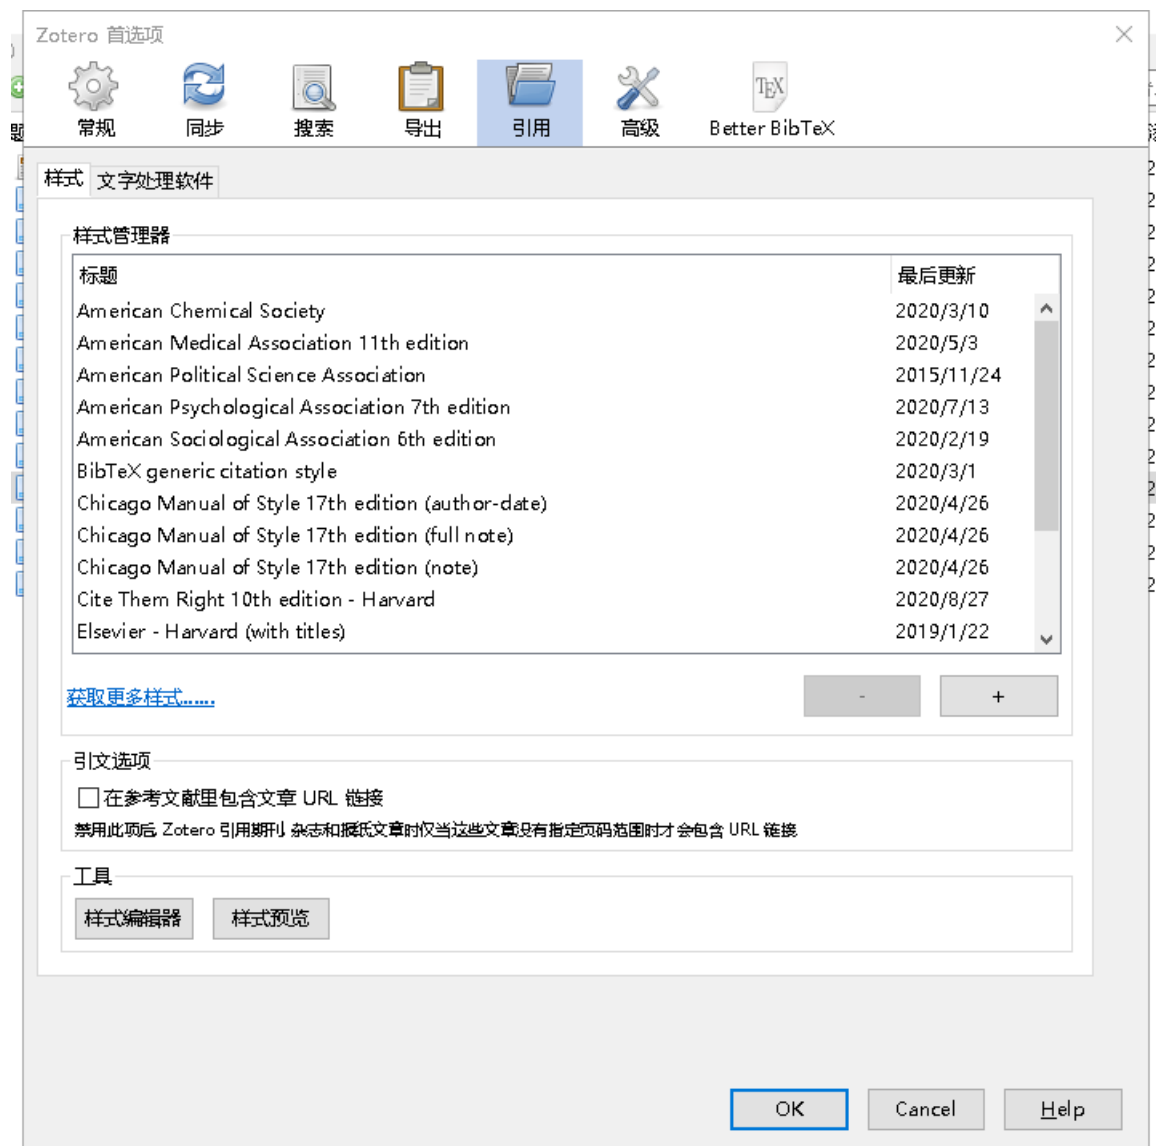 Zotero 首选项
常规 同步 搜索 导出 引用 高级 Better BibTeX
样式 文字处理软件
样式管理器
标题 最后更新
American Chemical Society 2020/3/10
American Medical Association 11th edition 2020/5/3
American Political Science Association 2015/11/24
American Psychological Association 7th edition 2020/7/13
American Sociological Association 6th edition 2020/2/19
BibTeX generic citation style 2020/3/1
Chicago Manual of Style 17th edition (author-date) 2020/4/26
Chicago Manual of Style 17th edition (full note) 2020/4/26
Chicago Manual of Style 17th edition (note) 2020/4/26
Cite Them Right 10th edition - Harvard 2020/8/27
Elsevier - Harvard (with titles) 2019/1/22
获取更多样式......
- +
引文选项
在参考文献里包含文章 URL 链接
禁用此项后, Zotero 引用期刊, 杂志和报纸文章时仅当这些文章没有指定页码范围时才会包含 URL 链接
工具
样式编辑器 样式预览
OK Cancel Help